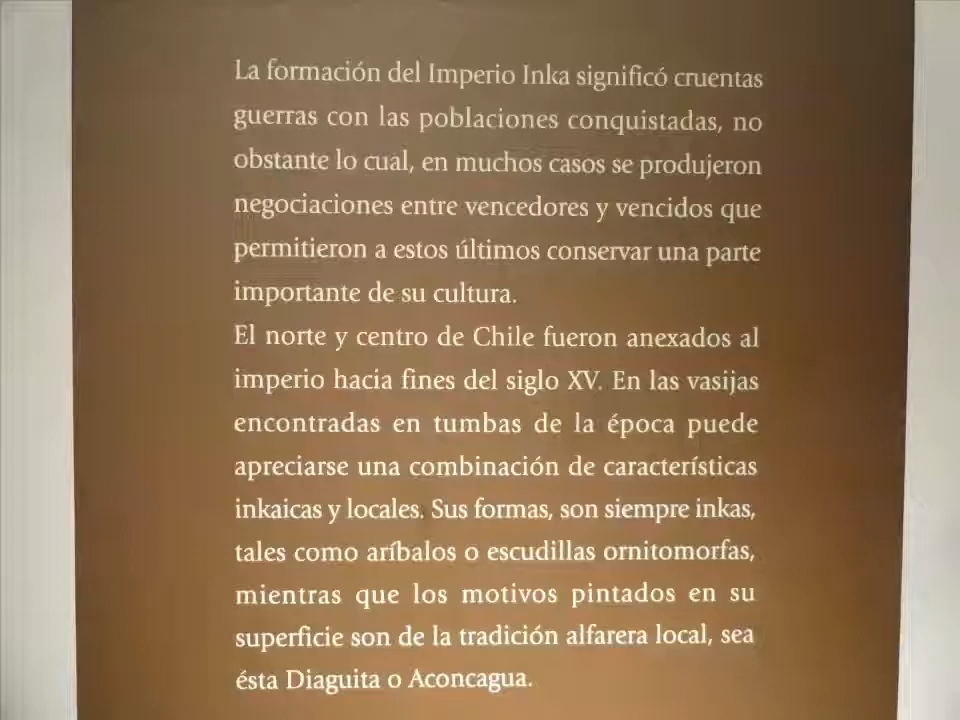 La formación del Imperio Inka significó cruentas
guerras con las poblaciones conquistadas, no
obstante lo cual, en muchos casos se produjeron
negociaciones entre vencedores y vencidos que
permitieron a estos últimos conservar una parte
importante de su cultura.
El norte y centro de Chile fueron anexados al
imperio hacia fines del siglo XV. En las vasijas
encontradas en tumbas de la época puede
apreciarse una combinación de características
inkaicas y locales. Sus formas, son siempre inkas,
tales como aríbalos o escudillas ornitomorfas,
mientras que los motivos pintados en su
superficie son de la tradición alfarera local, sea
ésta Diaguita o Aconcagua.